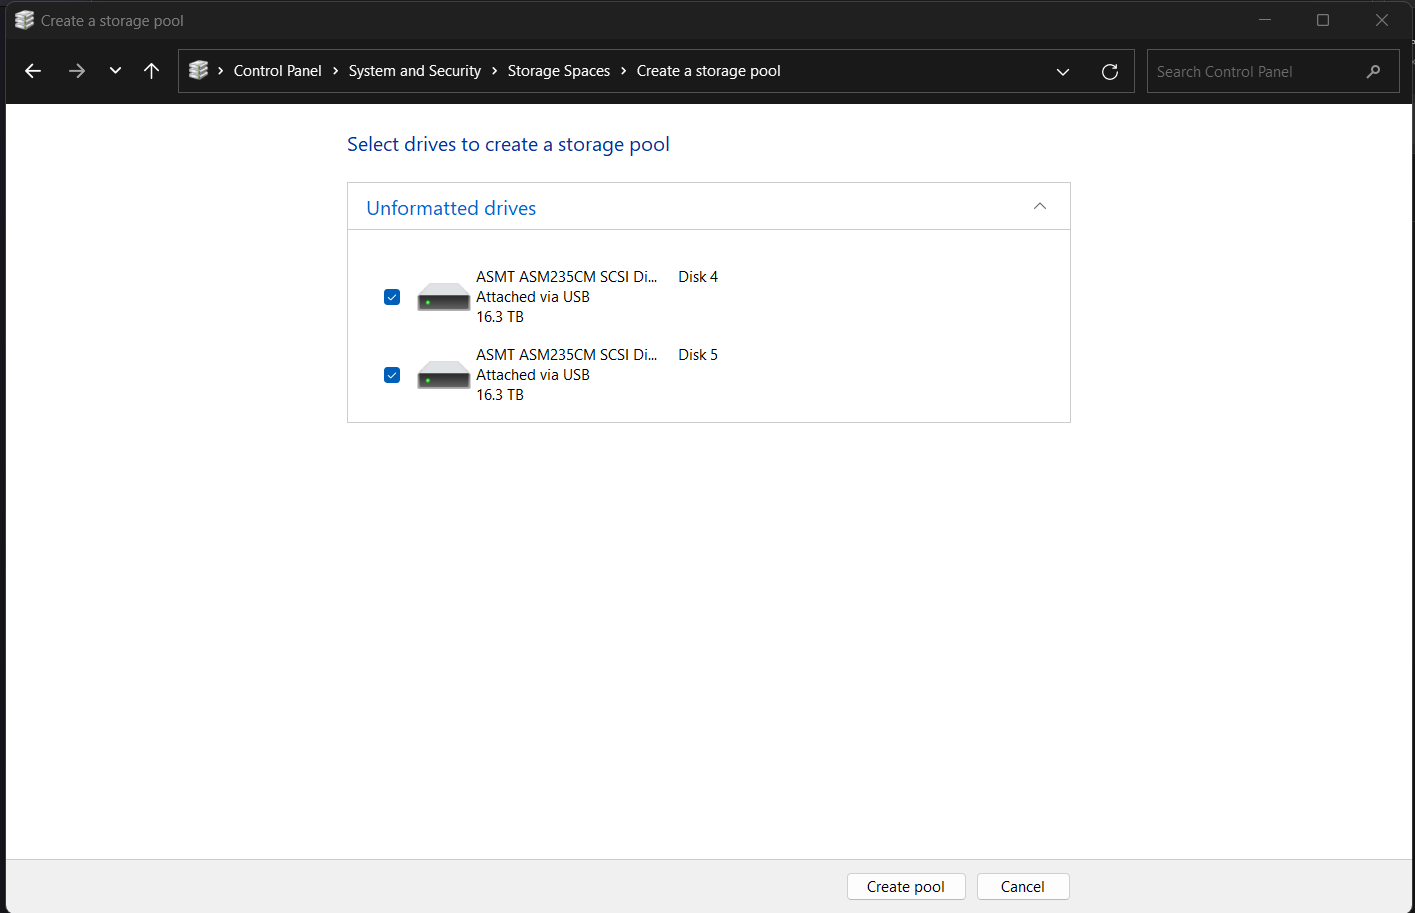 Create a storage pool
Control Panel > System and Security > Storage Spaces > Create a storage pool
Search Control Panel
Select drives to create a storage pool
Unformatted drives
ASMT ASM235CM SCSI Di... Disk 4
Attached via USB
16.3 TB
ASMT ASM235CM SCSI Di... Disk 5
Attached via USB
16.3 TB
Create pool Cancel